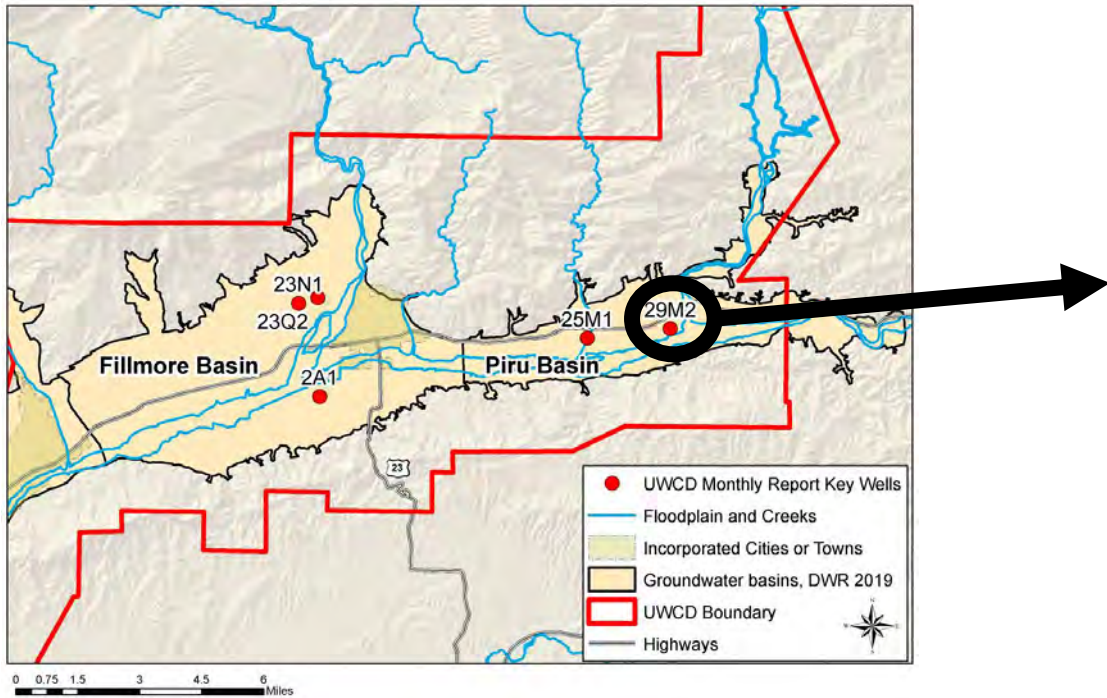 23N1
23Q2
Fillmore Basin
2A1
25M1
29M2
Piru Basin
23
UWCD Monthly Report Key Wells
Floodplain and Creeks
Incorporated Cities or Towns
Groundwater basins, DWR 2019
UWCD Boundary
Highways
0 0.75 1.5 3 4.5 6
Miles